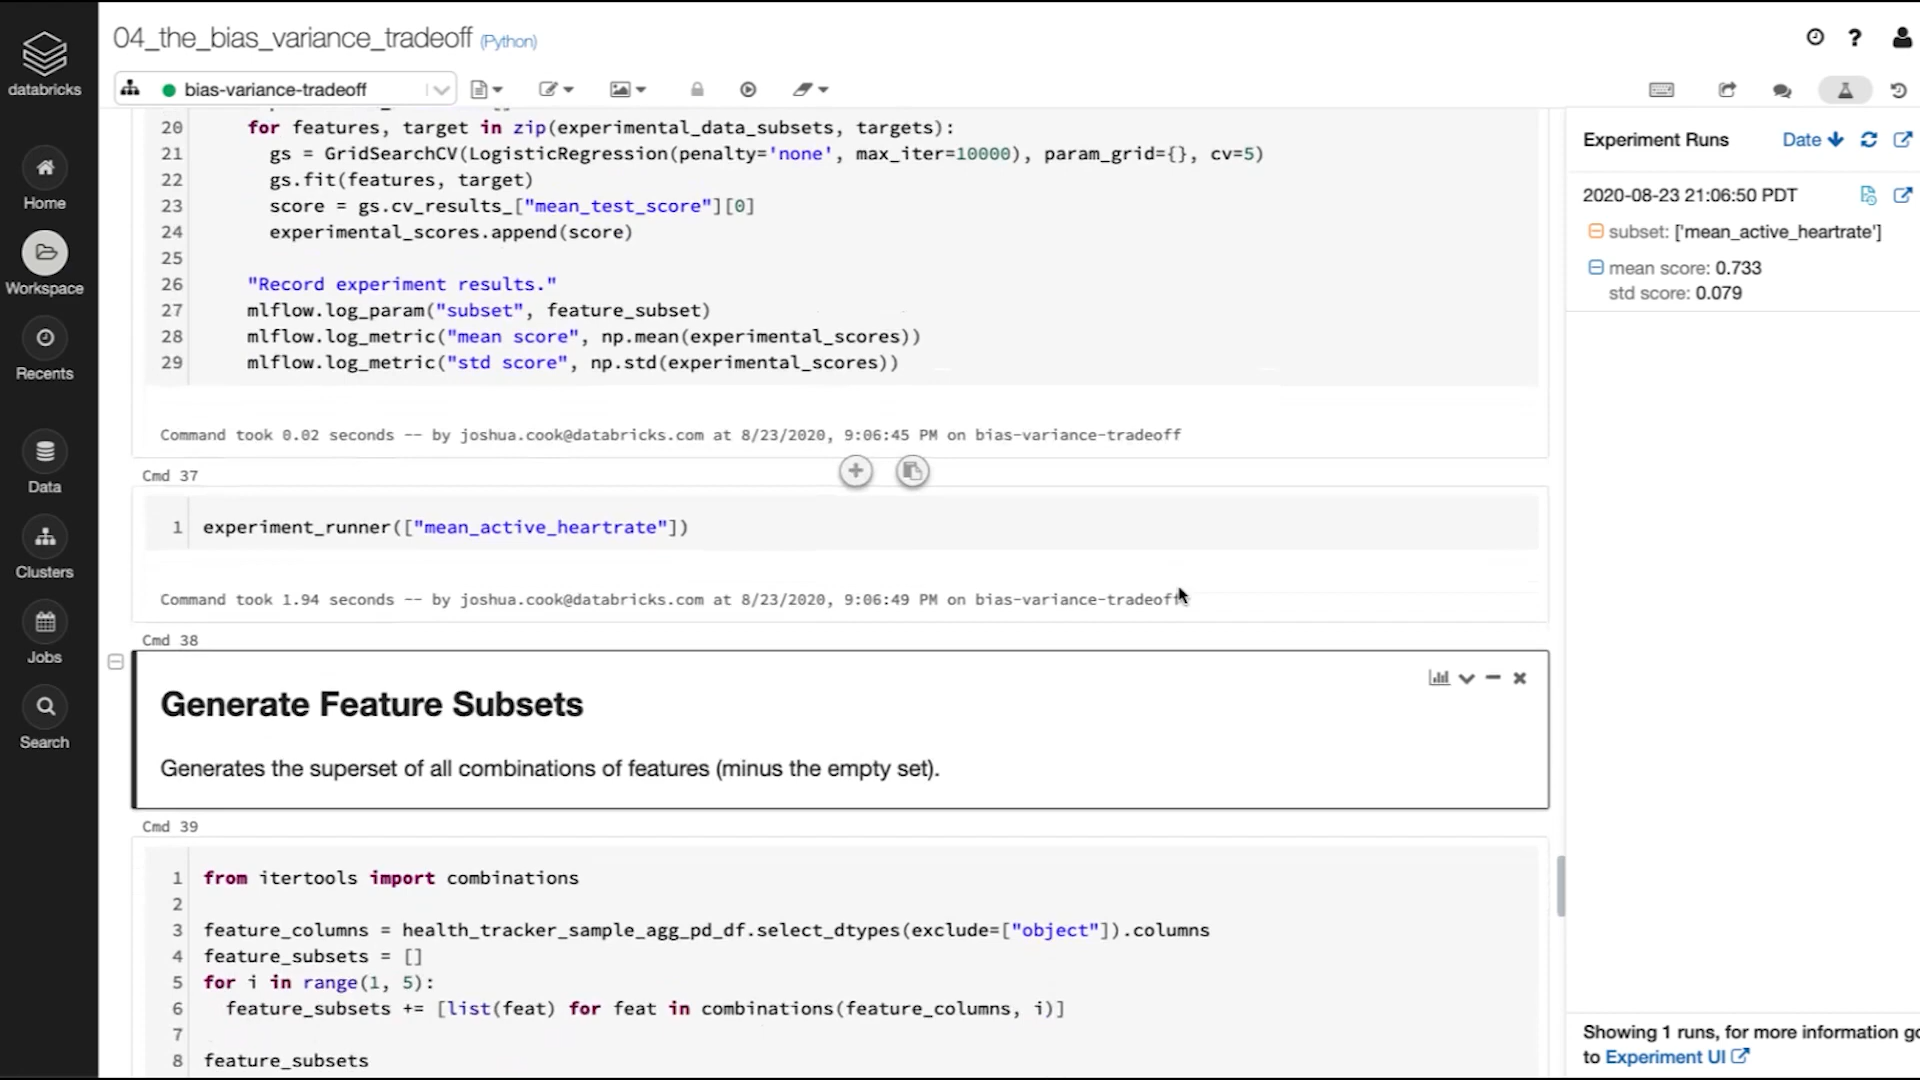 databricks
Home
Workspace
Recents
Data
Clusters
Jobs
Search
04_the_bias_variance_tradeoff (Python)
bias-variance-tradeoff
20 for features, target in zip(experimental_data_subsets, targets):
21 gs = GridSearchCV(LogisticRegression(penalty='none', max_iter=10000), param_grid={}, cv=5)
22 gs.fit(features, target)
23 score = gs.cv_results_["mean_test_score"][0]
24 experimental_scores.append(score)
25
26 "Record experiment results."
27 mlflow.log_param("subset", feature_subset)
28 mlflow.log_metric("mean score", np.mean(experimental_scores))
29 mlflow.log_metric("std score", np.std(experimental_scores))
Command took 0.02 seconds -- by joshua.cook@databricks.com at 8/23/2020, 9:06:45 PM on bias-variance-tradeoff
Cmd 37
1 experiment_runner(["mean_active_heartrate"])
Command took 1.94 seconds -- by joshua.cook@databricks.com at 8/23/2020, 9:06:49 PM on bias-variance-tradeoff
Cmd 38
Generate Feature Subsets
Generates the superset of all combinations of features (minus the empty set).
Cmd 39
1 from itertools import combinations
2
3 feature_columns = health_tracker_sample_agg_pd_df.select_dtypes(exclude=["object"]).columns
4 feature_subsets = []
5 for i in range(1, 5):
6 feature_subsets += [list(feat) for feat in combinations(feature_columns, i)]
7
8 feature_subsets
Experiment Runs
Date
2020-08-23 21:06:50 PDT
subset: ['mean_active_heartrate']
mean score: 0.733
std score: 0.079
Showing 1 runs, for more information go
to Experiment UI